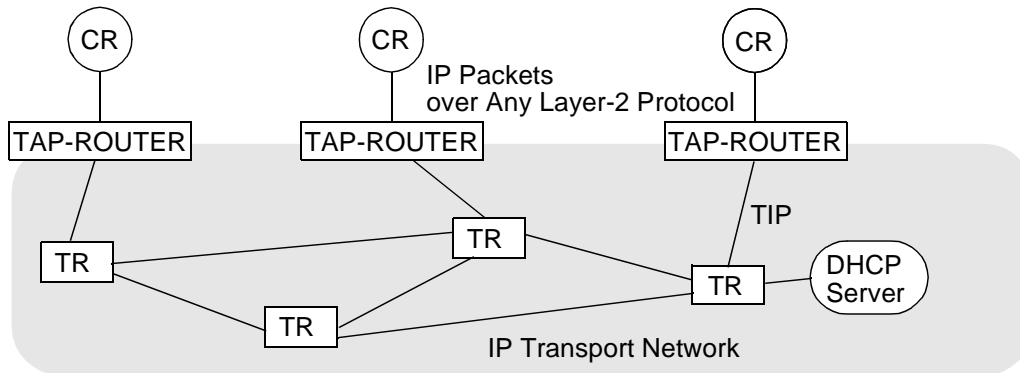 CR
CR
CR
IP Packets
over Any Layer-2 Protocol
TAP-ROUTER
TAP-ROUTER
TAP-ROUTER
TIP
TR
TR
TR
DHCP
Server
TR
IP Transport Network